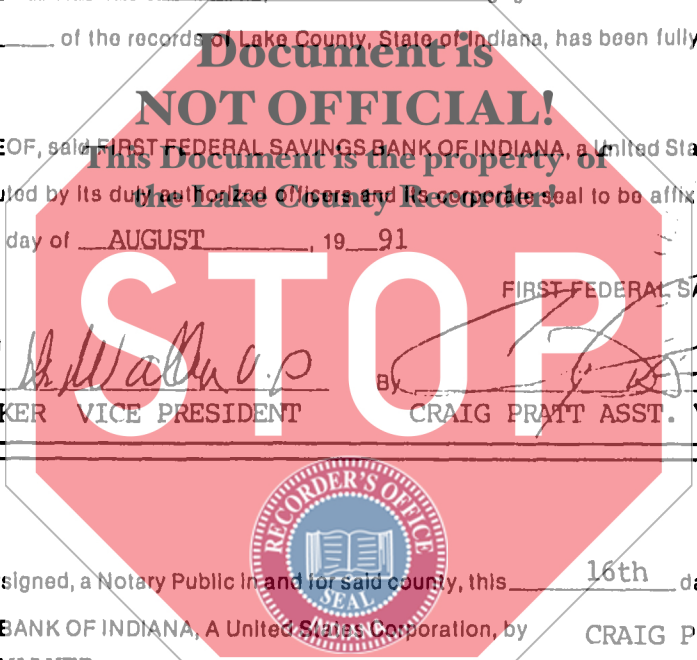 of the records of Lake County, State of Indiana, has been fully
Document is
NOT OFFICIAL!
EOF, said FIRST FEDERAL SAVINGS BANK OF INDIANA, a United Sta
This Document is the property of
uted by its duly authorized officers and its corporate seal to be affix
the Lake County Recorder!
day of AUGUST , 19 91
STOP
FIRST FEDERAL SA
By
KER VICE PRESIDENT CRAIG PRATT ASST.
RECORDER'S OFFICE
SEAL
INDIANA
signed, a Notary Public in and for said county, this 16th da
BANK OF INDIANA, A United States Corporation, by CRAIG P